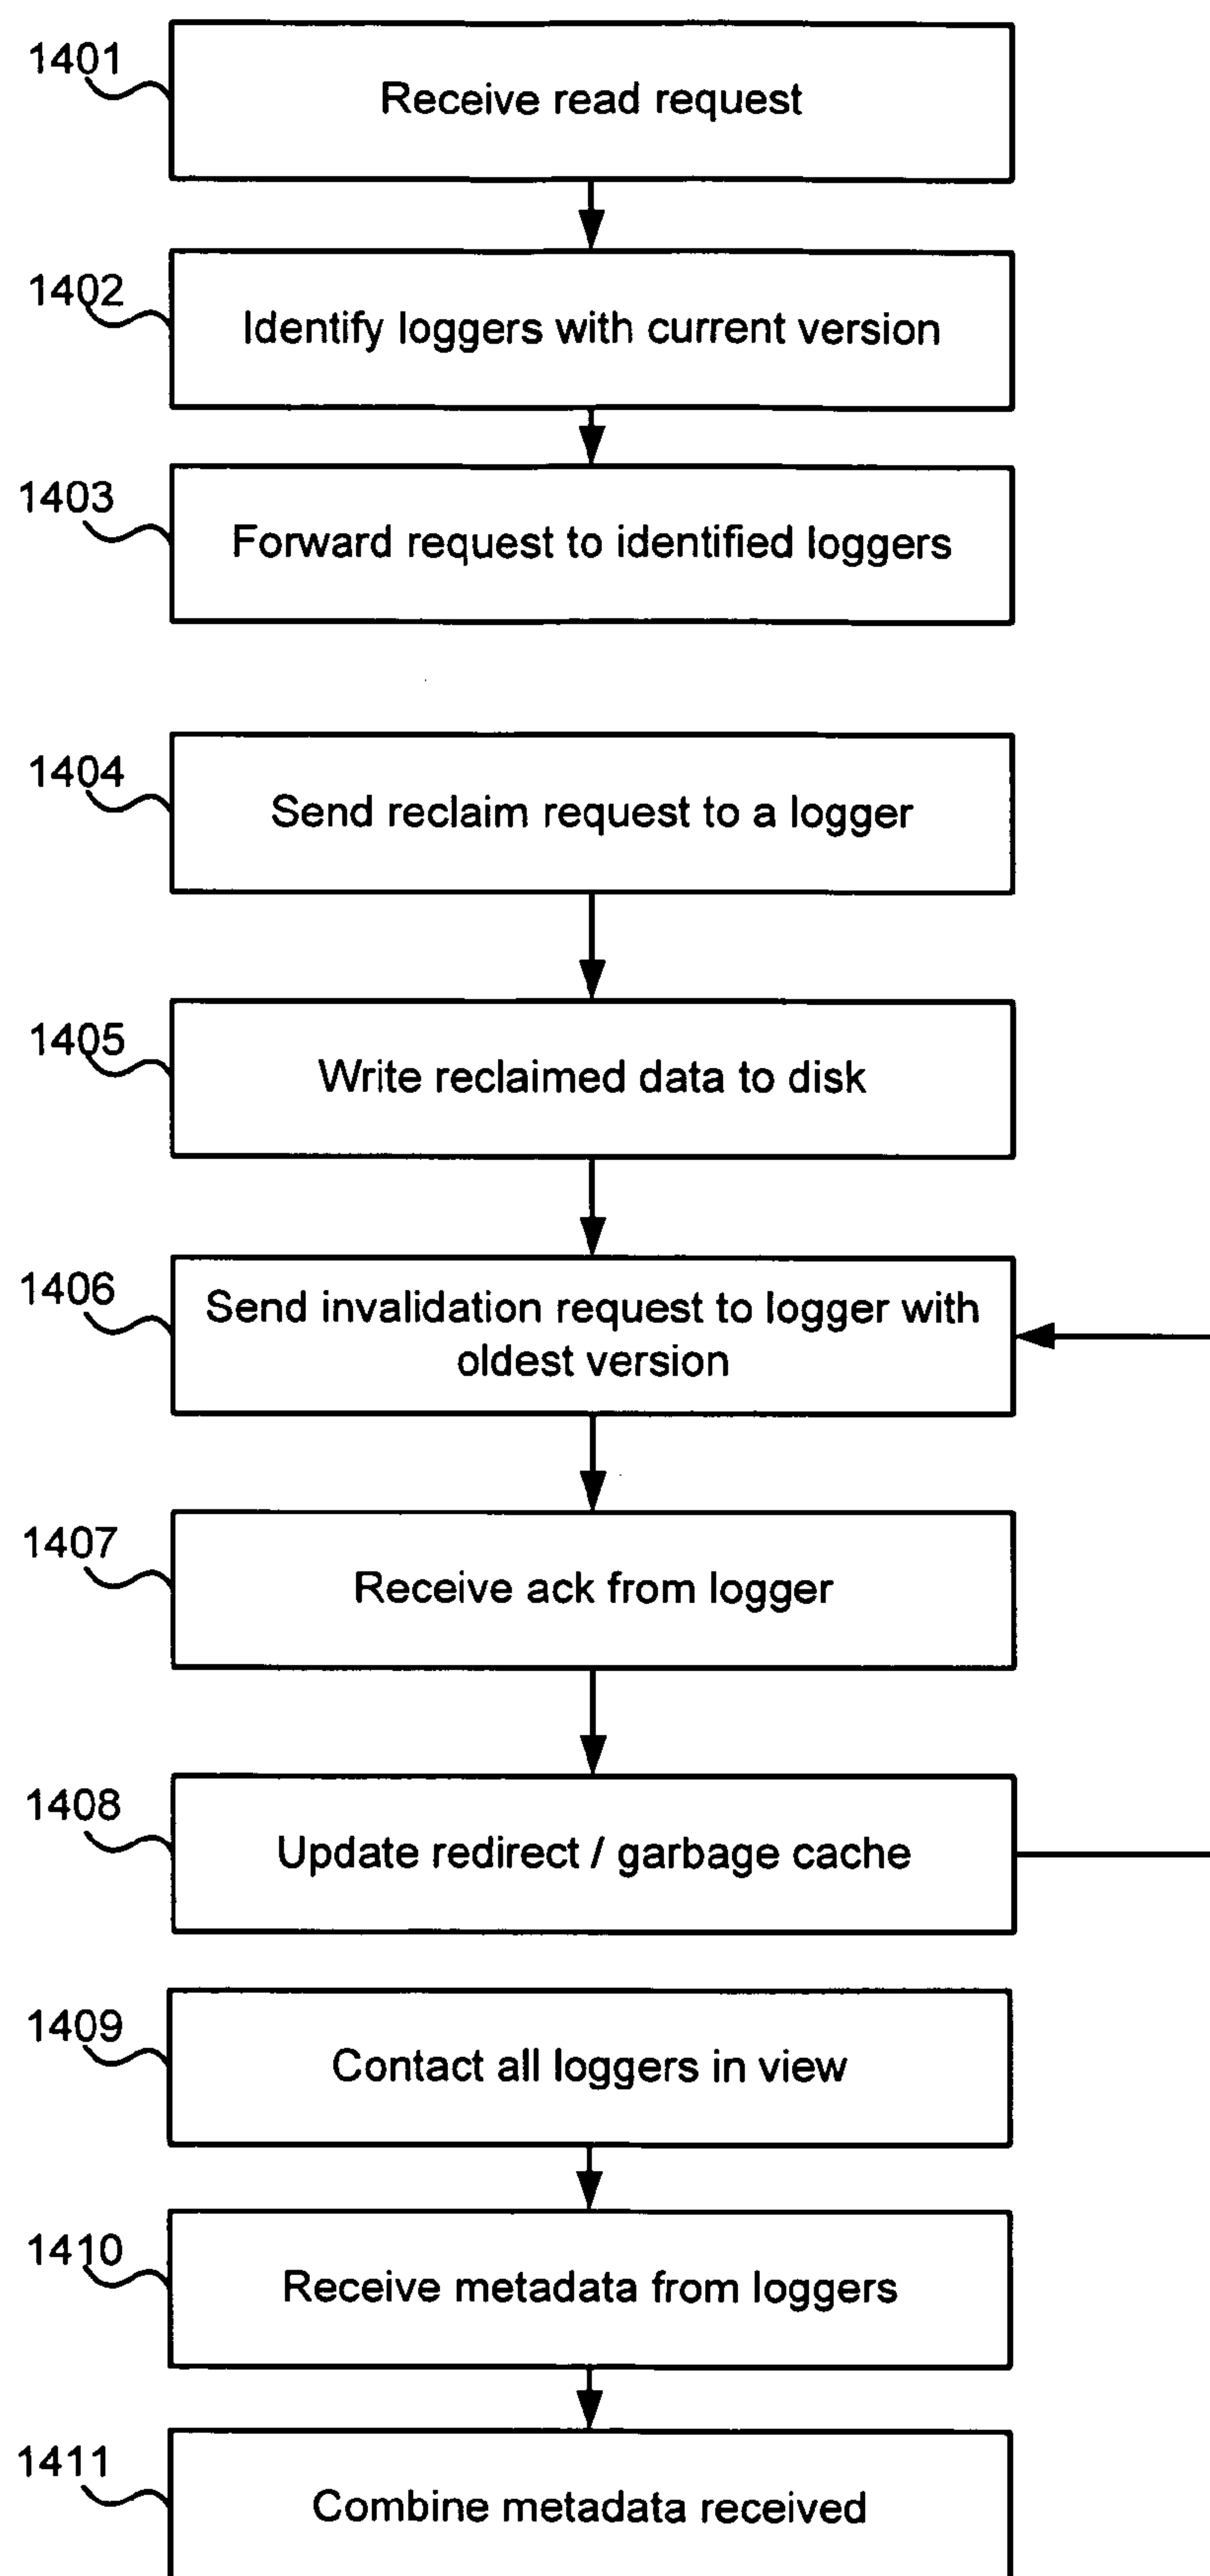 1401
Receive read request
1402
Identify loggers with current version
1403
Forward request to identified loggers
1404
Send reclaim request to a logger
1405
Write reclaimed data to disk
1406
Send invalidation request to logger with
oldest version
1407
Receive ack from logger
1408
Update redirect / garbage cache
1409
Contact all loggers in view
1410
Receive metadata from loggers
1411
Combine metadata received